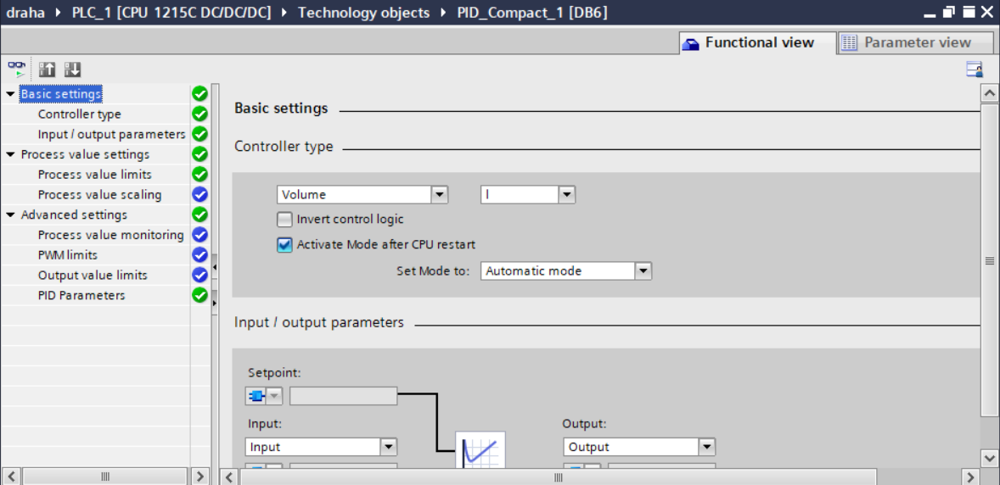 draha PLC_1 [CPU 1215C DC/DC/DC] Technology objects PID_Compact_1 [DB6]
Functional view Parameter view
Basic settings
Controller type
Input / output parameters
Process value settings
Process value limits
Process value scaling
Advanced settings
Process value monitoring
PWM limits
Output value limits
PID Parameters
Basic settings
Controller type
Volume l
Invert control logic
Activate Mode after CPU restart
Set Mode to: Automatic mode
Input / output parameters
Setpoint:
Input: Output:
Input Output